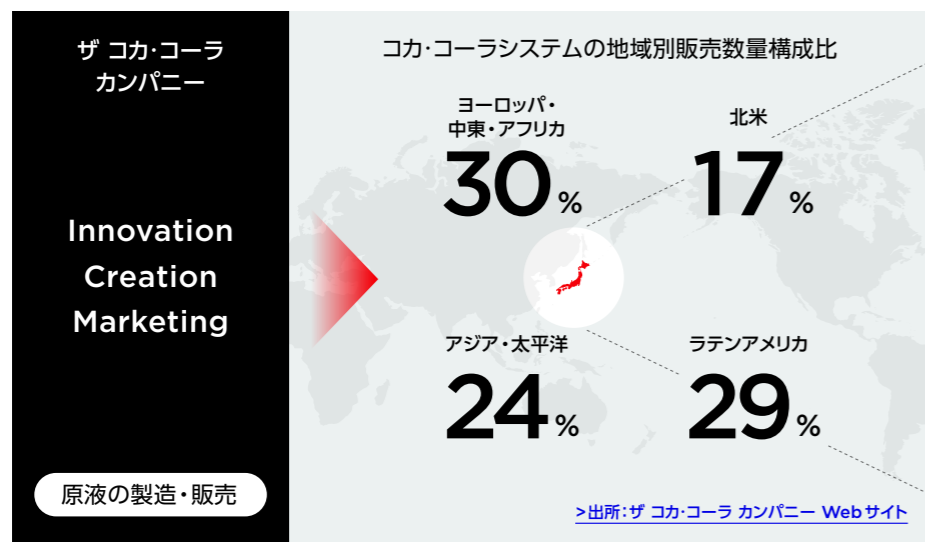 ザ コカ・コーラ
カンパニー
Innovation
Creation
Marketing
原液の製造・販売
コカ・コーラシステムの地域別販売数量構成比
ヨーロッパ・
中東・アフリカ
30%
北米
17%
アジア・太平洋
24%
ラテンアメリカ
29%
>出所：ザ コカ・コーラ カンパニー Webサイト